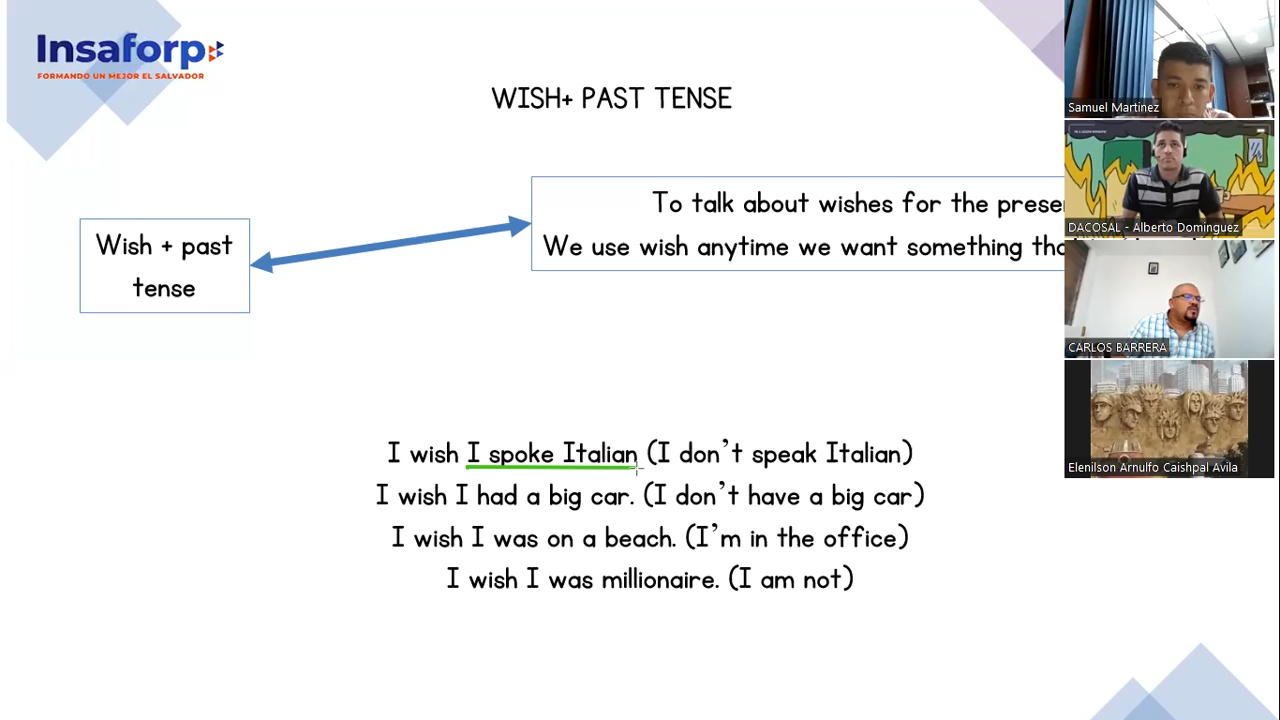 Insaforp
FORMANDO UN MEJOR EL SALVADOR
WISH+ PAST TENSE
Wish + past
tense
To talk about wishes for the
We use wish anytime we want something
I wish I spoke Italian (I don't speak Italian)
I wish I had a big car. (I don't have a big car)
I wish I was on a beach. (I'm in the office)
I wish I was millionaire. (I am not)
Samuel Martínez
DACOSAL - Alberto Dominguez
CARLOS BARRERA
Elenilson Arnulfo Caishpal Avila